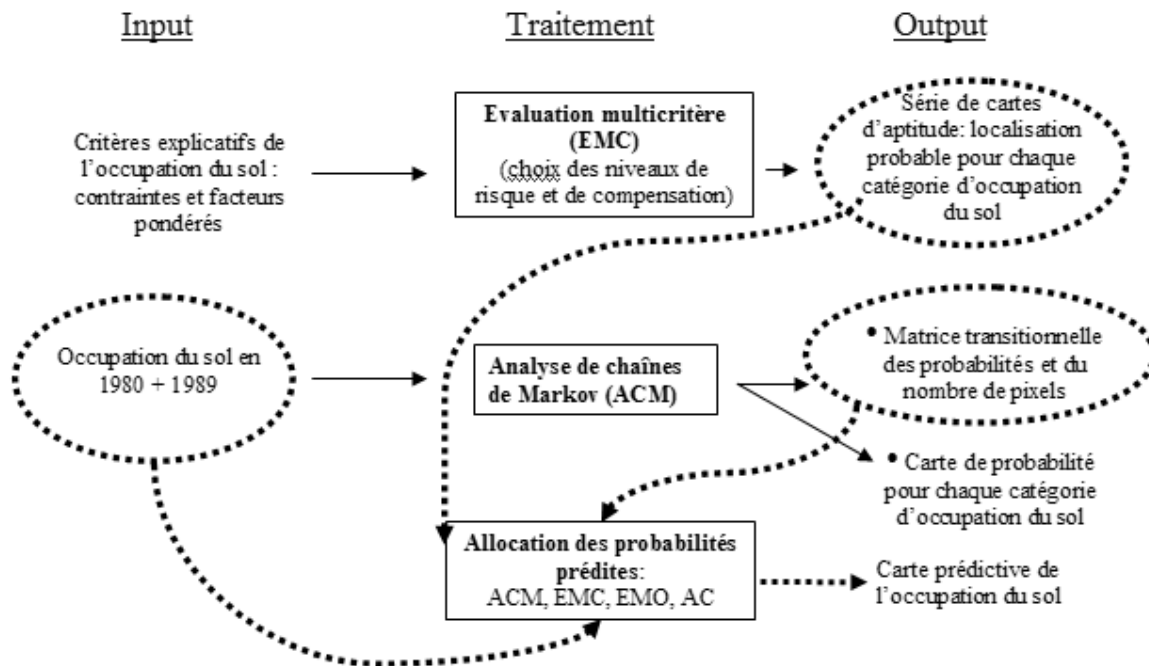 Input
Traitement
Output
Critères explicatifs de
l'occupation du sol :
contraintes et facteurs
pondérés
Evaluation multicritère
(EMC)
(choix des niveaux de
risque et de compensation)
Série de cartes
d'aptitude: localisation
probable pour chaque
catégorie d'occupation
du sol
Occupation du sol en
1980 + 1989
Analyse de chaînes
de Markov (ACM)
• Matrice transitionnelle
des probabilités et du
nombre de pixels
• Carte de probabilité
pour chaque catégorie
d'occupation du sol
Allocation des probabilités
prédites:
ACM, EMC, EMO, AC
Carte prédictive de
l'occupation du sol